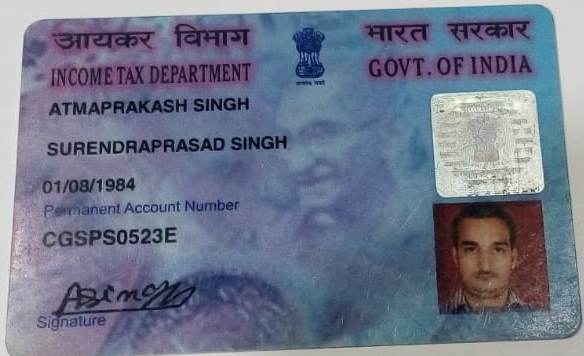 आयकर विभाग
भारत सरकार
INCOME TAX DEPARTMENT
GOVT. OF INDIA
ATMAPRAKASH SINGH
SURENDRAPRASAD SINGH
01/08/1984
Permanent Account Number
CGSPS0523E
Signature